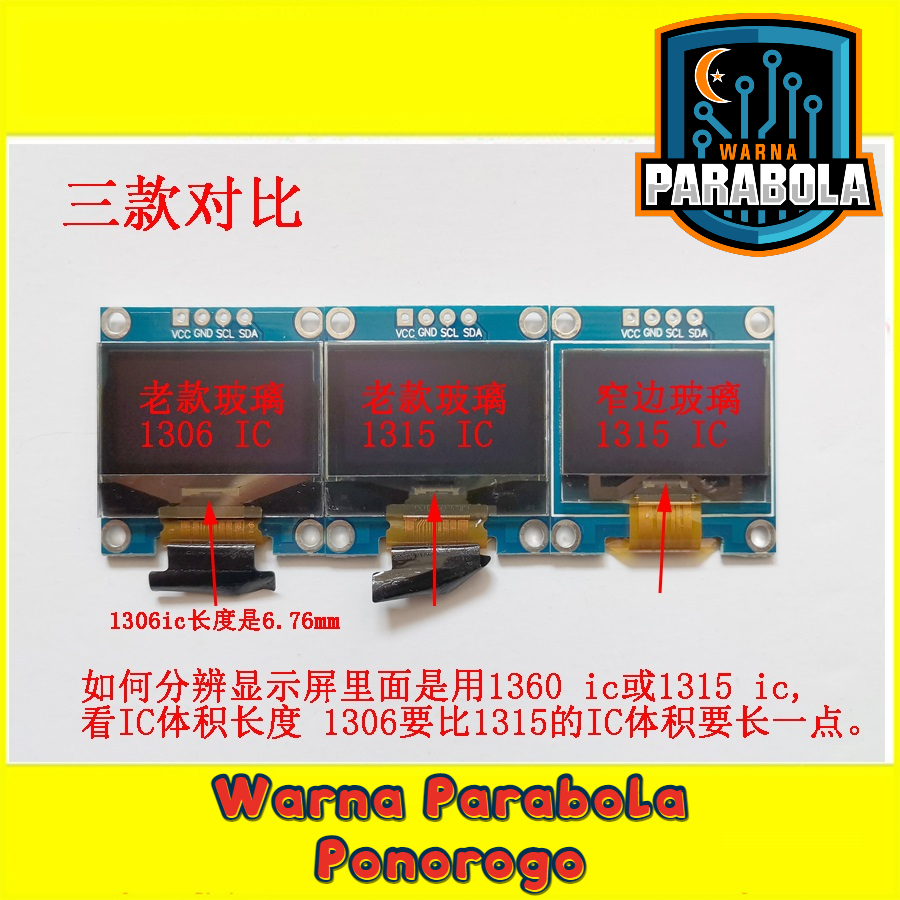 WARNA
PARABOLA
三款对比
VCC GND SCL SDA
VCC GND SCL SDA
VCC GND SCL SDA
老款玻璃
1306 IC
老款玻璃
1315 IC
窄边玻璃
1315 IC
1306ic长度是6.76mm
如何分辨显示屏里面是用1360 ic或1315 ic,
看IC体积长度 1306要比1315的IC体积要长一点。
Warna Parabola
Ponorogo